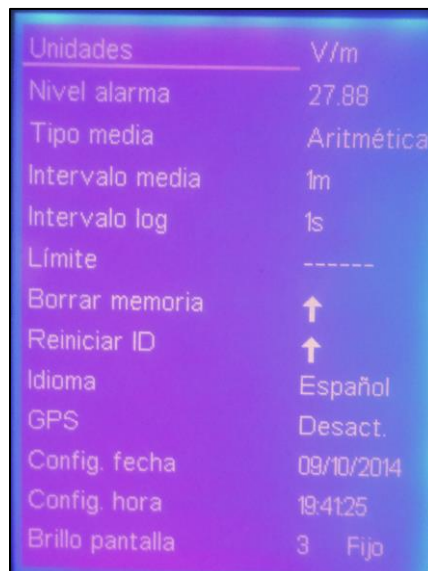 Unidades V/m
Nivel alarma 27.88
Tipo media Aritmética
Intervalo media 1m
Intervalo log 1s
Límite ------
Borrar memoria ↑
Reiniciar ID ↑
Idioma Español
GPS Desact.
Config. fecha 09/10/2014
Config. hora 19:41:25
Brillo pantalla 3 Fijo